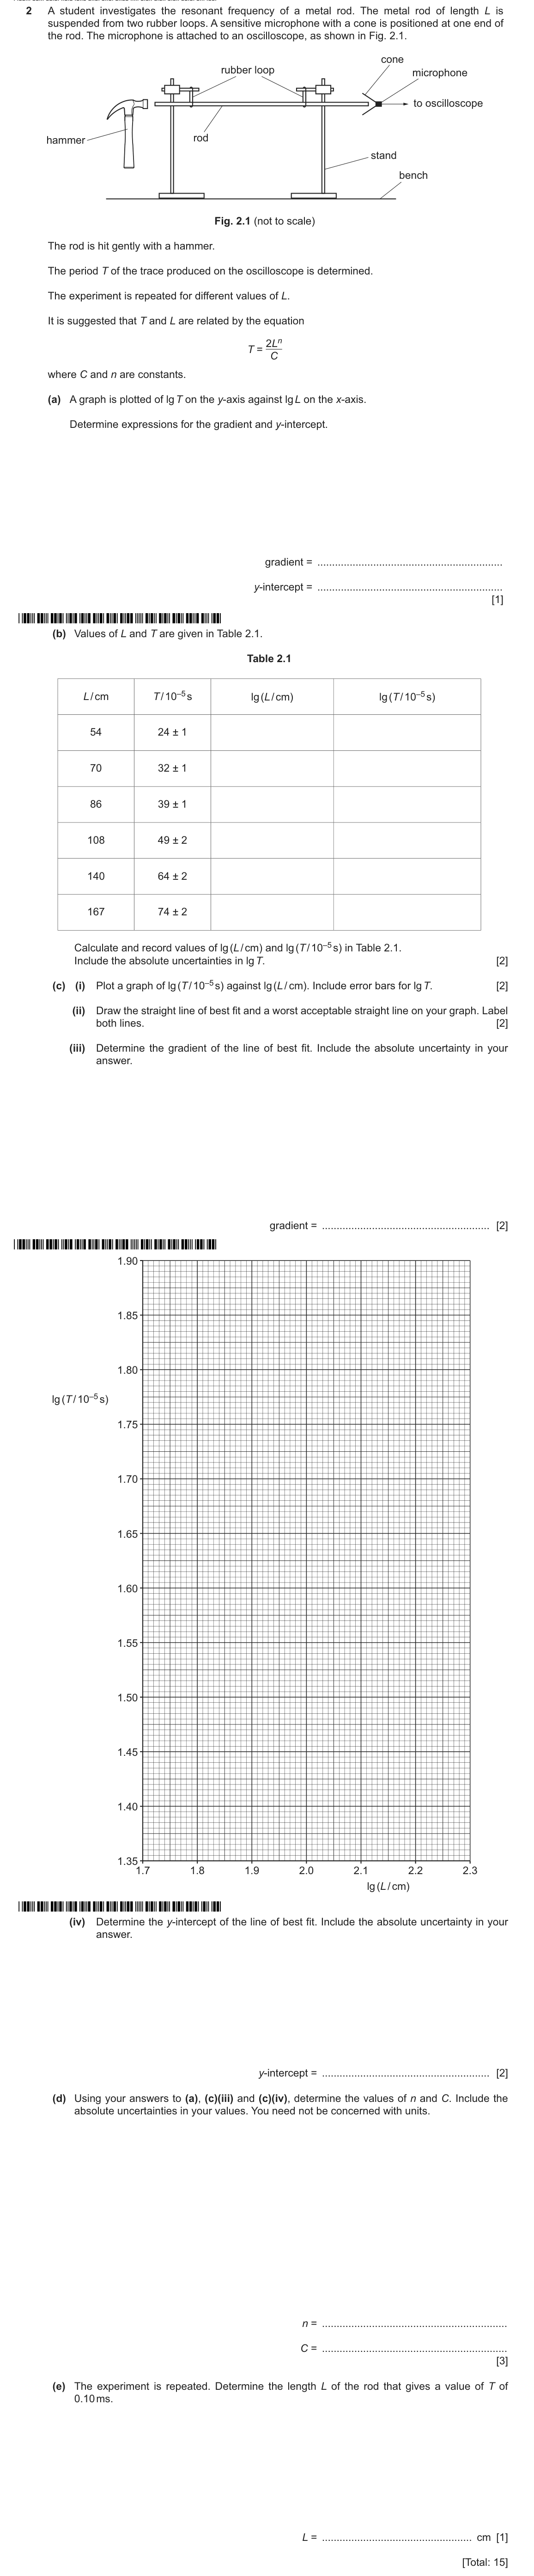 2 A student investigates the resonant frequency of a metal rod. The metal rod of length L is
suspended from two rubber loops. A sensitive microphone with a cone is positioned at one end of
the rod. The microphone is attached to an oscilloscope, as shown in Fig. 2.1.
cone
rubber loop
microphone
to oscilloscope
hammer
rod
stand
bench
Fig. 2.1 (not to scale)
The rod is hit gently with a hammer.
The period T of the trace produced on the oscilloscope is determined.
The experiment is repeated for different values of L.
It is suggested that T and L are related by the equation
T = 2Lⁿ/C
where C and n are constants.
(a) A graph is plotted of lg T on the y-axis against lg L on the x-axis.
Determine expressions for the gradient and y-intercept.
gradient = ...............................................................
y-intercept = ...............................................................
[1]
(b) Values of L and T are given in Table 2.1.
Table 2.1
L / cm T / 10⁻⁵ s lg (L / cm) lg (T / 10⁻⁵ s)
54 24 ± 1
70 32 ± 1
86 39 ± 1
108 49 ± 2
140 64 ± 2
167 74 ± 2
Calculate and record values of lg (L / cm) and lg (T / 10⁻⁵ s) in Table 2.1.
Include the absolute uncertainties in lg T. [2]
(c) (i) Plot a graph of lg (T / 10⁻⁵ s) against lg (L / cm). Include error bars for lg T. [2]
(ii) Draw the straight line of best fit and a worst acceptable straight line on your graph. Label
both lines. [2]
(iii) Determine the gradient of the line of best fit. Include the absolute uncertainty in your
answer.
gradient = ......................................................... [2]
1.90
1.85
1.80
lg (T / 10⁻⁵ s)
1.75
1.70
1.65
1.60
1.55
1.50
1.45
1.40
1.35
1.7 1.8 1.9 2.0 2.1 2.2 2.3
lg (L / cm)
(iv) Determine the y-intercept of the line of best fit. Include the absolute uncertainty in your
answer.
y-intercept = ......................................................... [2]
(d) Using your answers to (a), (c)(iii) and (c)(iv), determine the values of n and C. Include the
absolute uncertainties in your values. You need not be concerned with units.
n = ...............................................................
C = ...............................................................
[3]
(e) The experiment is repeated. Determine the length L of the rod that gives a value of T of
0.10 ms.
L = ................................................... cm [1]
[Total: 15]